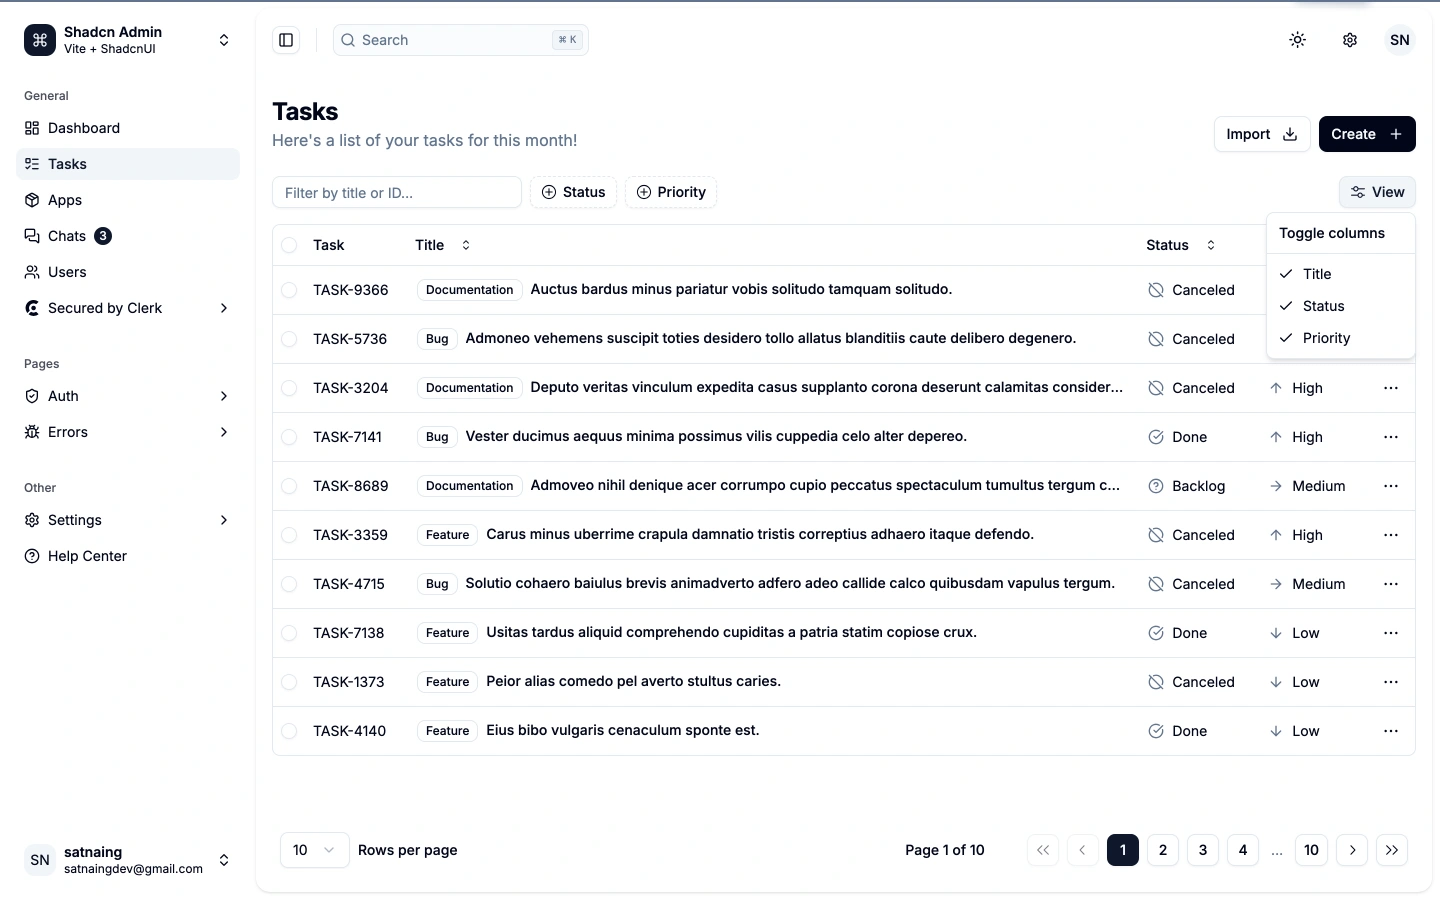 Shadcn Admin
Vite + ShadcnUI
General
Dashboard
Tasks
Apps
Chats 3
Users
Secured by Clerk
Pages
Auth
Errors
Other
Settings
Help Center
SN satnaing
satnaingdev@gmail.com
Search ⌘ K
SN
Tasks
Here's a list of your tasks for this month!
Import
Create
Filter by title or ID...
Status
Priority
View
Toggle columns
Title
Status
Priority
Task Title Status
TASK-9366 Documentation Auctus bardus minus pariatur vobis solitudo tamquam solitudo. Canceled
TASK-5736 Bug Admoneo vehemens suscipit toties desidero tollo allatus blanditiis caute delibero degenero. Canceled
TASK-3204 Documentation Deputo veritas vinculum expedita casus supplanto corona deserunt calamitas consider... Canceled High
TASK-7141 Bug Vester ducimus aequus minima possimus vilis cuppedia celo alter depereo. Done High
TASK-8689 Documentation Admoveo nihil denique acer corrumpo cupio peccatus spectaculum tumultus tergum c... Backlog Medium
TASK-3359 Feature Carus minus uberrime crapula damnatio tristis correptius adhaero itaque defendo. Canceled High
TASK-4715 Bug Solutio cohaero baiulus brevis animadverto adfero adeo callide calco quibusdam vapulus tergum. Canceled Medium
TASK-7138 Feature Usitas tardus aliquid comprehendo cupiditas a patria statim copiose crux. Done Low
TASK-1373 Feature Peior alias comedo pel averto stultus caries. Canceled Low
TASK-4140 Feature Eius bibo vulgaris cenaculum sponte est. Done Low
10 Rows per page Page 1 of 10 1 2 3 4 ... 10